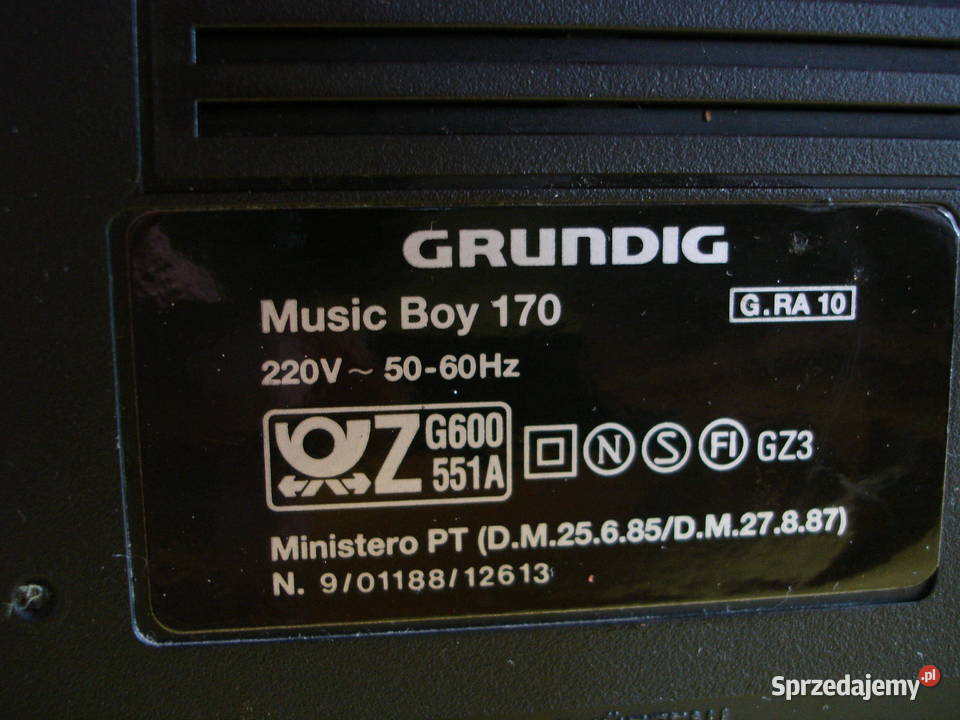 GRUNDIG
Music Boy 170
G.RA 10
220V ~ 50-60Hz
Z G600
551A
N S FI GZ3
Ministero PT (D.M.25.6.85/D.M.27.8.87)
N. 9/01188/12613
Sprzedajemy.pl